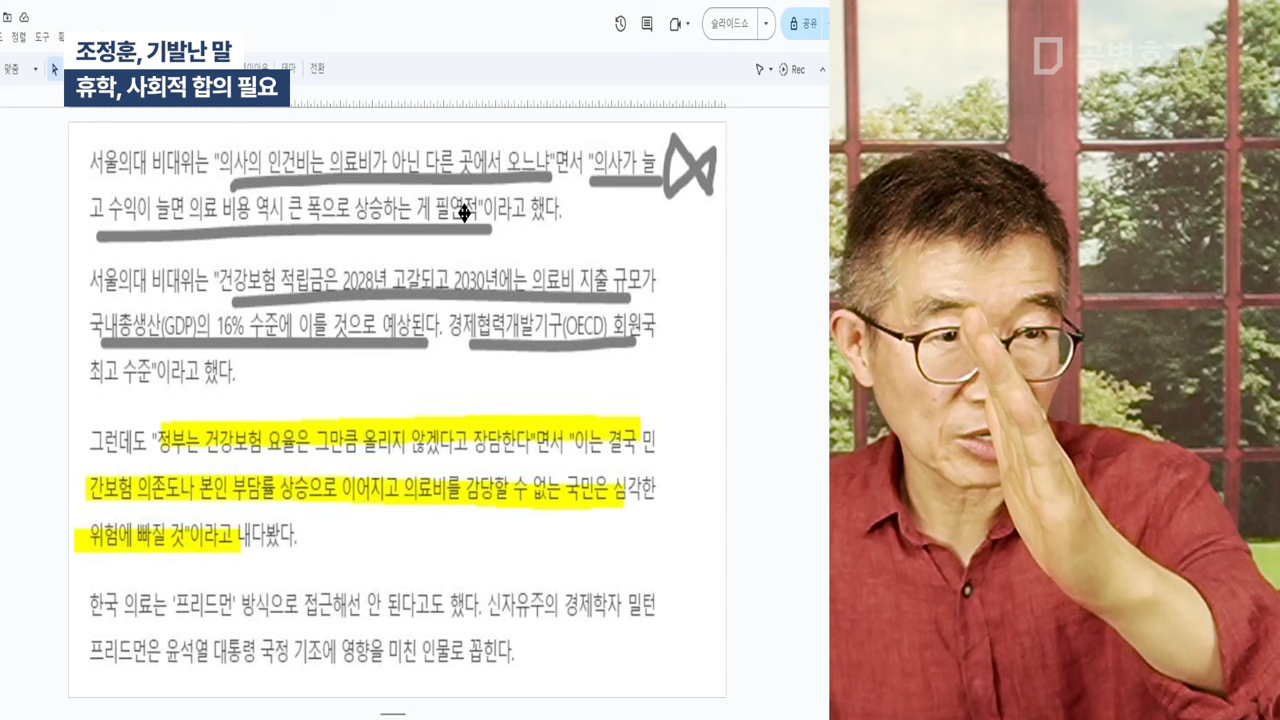 정렬 도구
조정훈, 기발난 말
휴학, 사회적 합의 필요
맞춤
전환
Rec
슬라이드쇼
공유
공병호TV
서울의대 비대위는 "의사의 인건비는 의료비가 아닌 다른 곳에서 오느냐"면서 "의사가 늘
고 수익이 늘면 의료 비용 역시 큰 폭으로 상승하는 게 필연적"이라고 했다.
서울의대 비대위는 "건강보험 적립금은 2028년 고갈되고 2030년에는 의료비 지출 규모가
국내총생산(GDP)의 16% 수준에 이를 것으로 예상된다. 경제협력개발기구(OECD) 회원국
최고 수준"이라고 했다.
그런데도 "정부는 건강보험 요율은 그만큼 올리지 않겠다고 장담한다"면서 "이는 결국 민
간보험 의존도나 본인 부담률 상승으로 이어지고 의료비를 감당할 수 없는 국민은 심각한
위험에 빠질 것"이라고 내다봤다.
한국 의료는 '프리드먼' 방식으로 접근해선 안 된다고도 했다. 신자유주의 경제학자 밀턴
프리드먼은 윤석열 대통령 국정 기조에 영향을 미친 인물로 꼽힌다.